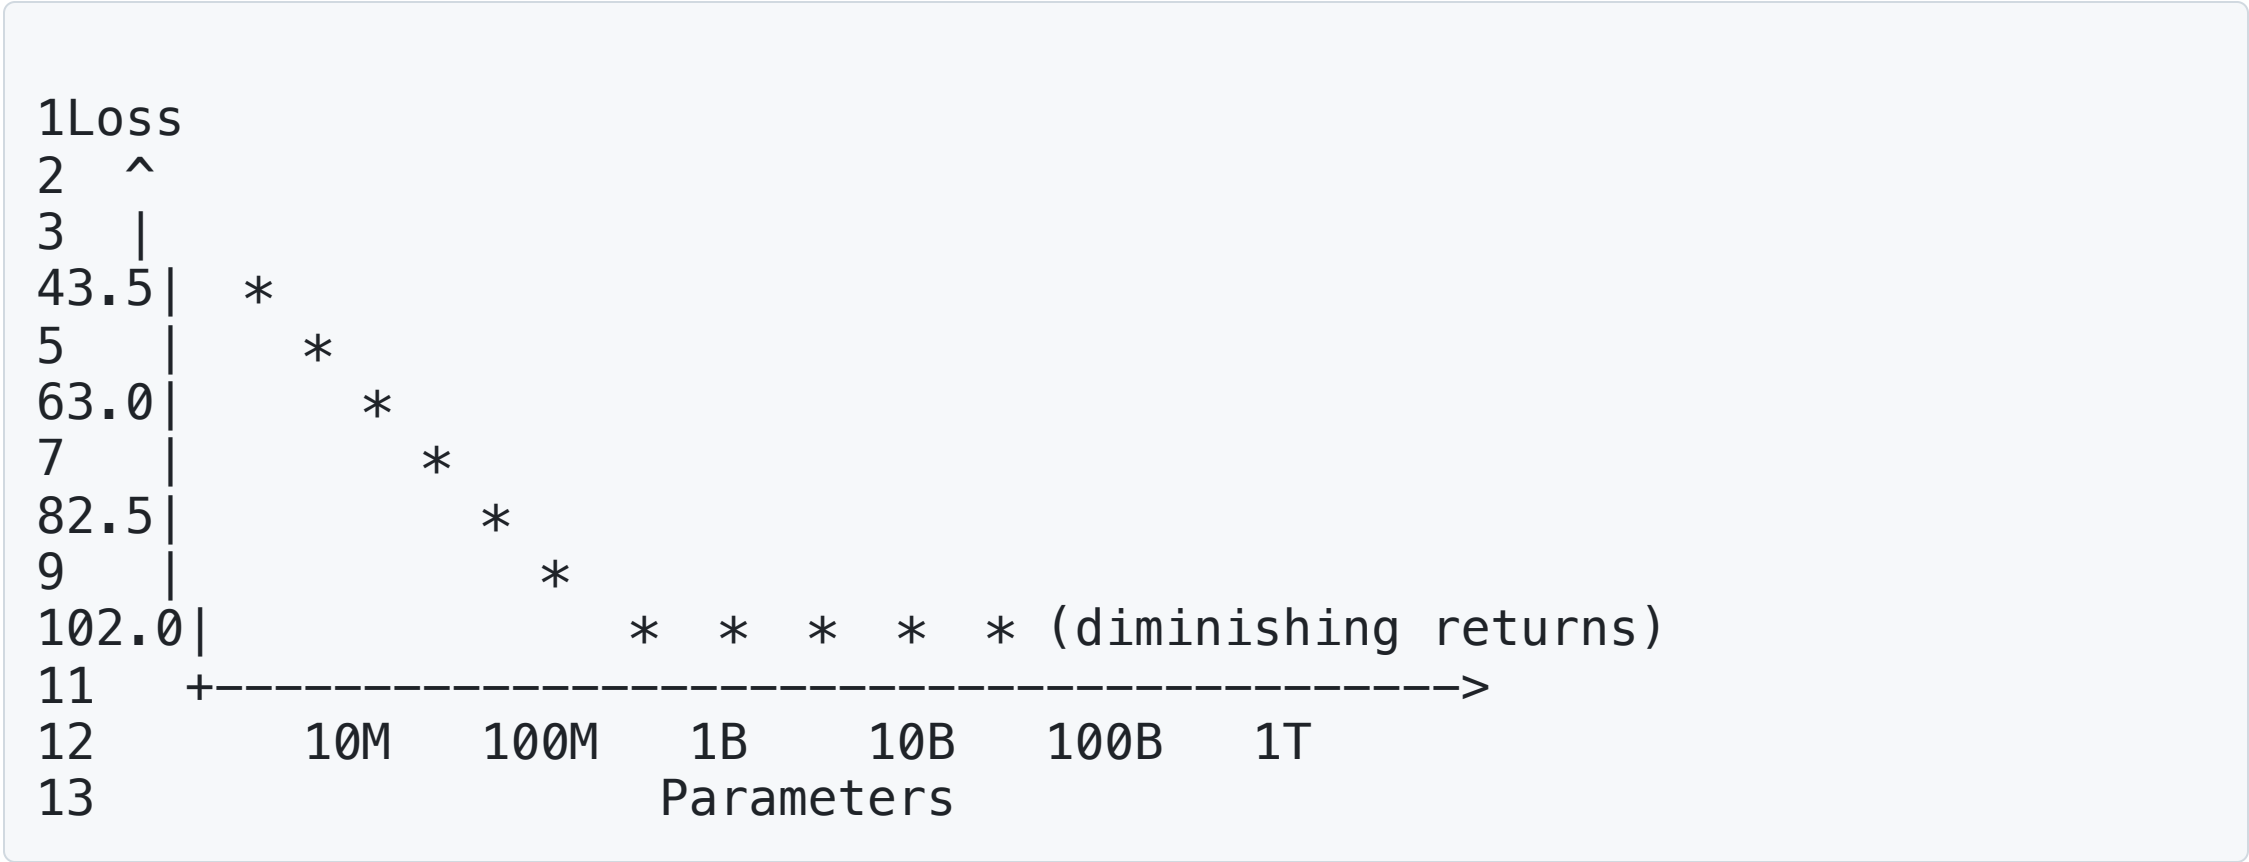 1Loss
2  ^
3  |
43.5|  *
5   |    *
63.0|      *
7   |        *
82.5|          *
9   |            *
102.0|              *  *  *  *  * (diminishing returns)
11   +------------------------------------------>
12       10M   100M   1B    10B   100B   1T
13                   Parameters